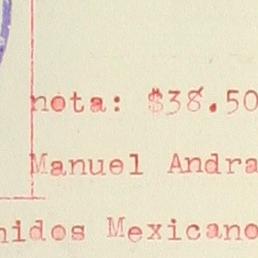 nota: $38.50
Manuel Andra
nidos Mexicano